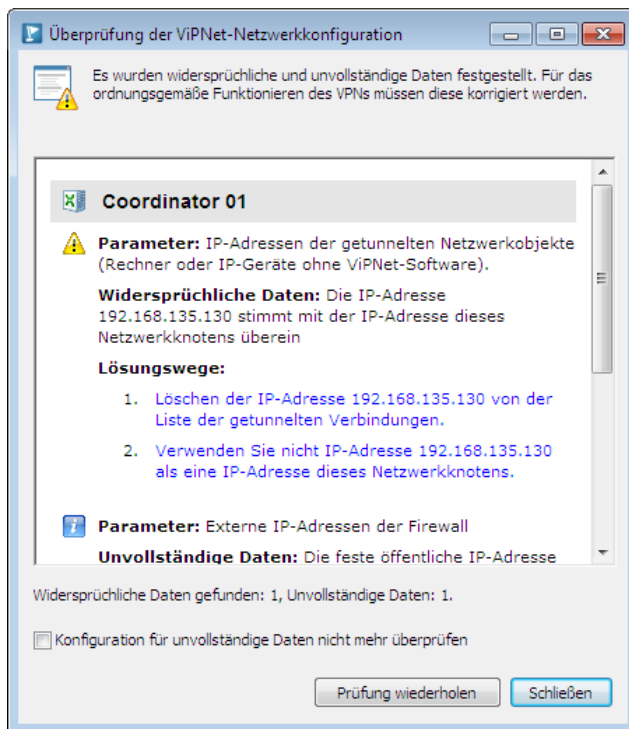 Überprüfung der ViPNet-Netzwerkkonfiguration
Es wurden widersprüchliche und unvollständige Daten festgestellt. Für das
ordnungsgemäße Funktionieren des VPNs müssen diese korrigiert werden.
Coordinator 01
Parameter: IP-Adressen der getunnelten Netzwerkobjekte
(Rechner oder IP-Geräte ohne ViPNet-Software).
Widersprüchliche Daten: Die IP-Adresse
192.168.135.130 stimmt mit der IP-Adresse dieses
Netzwerkknotens überein
Lösungswege:
1. Löschen der IP-Adresse 192.168.135.130 von der
Liste der getunnelten Verbindungen.
2. Verwenden Sie nicht IP-Adresse 192.168.135.130
als eine IP-Adresse dieses Netzwerkknotens.
Parameter: Externe IP-Adressen der Firewall
Unvollständige Daten: Die feste öffentliche IP-Adresse
Widersprüchliche Daten gefunden: 1, Unvollständige Daten: 1.
Konfiguration für unvollständige Daten nicht mehr überprüfen
Prüfung wiederholen
Schließen